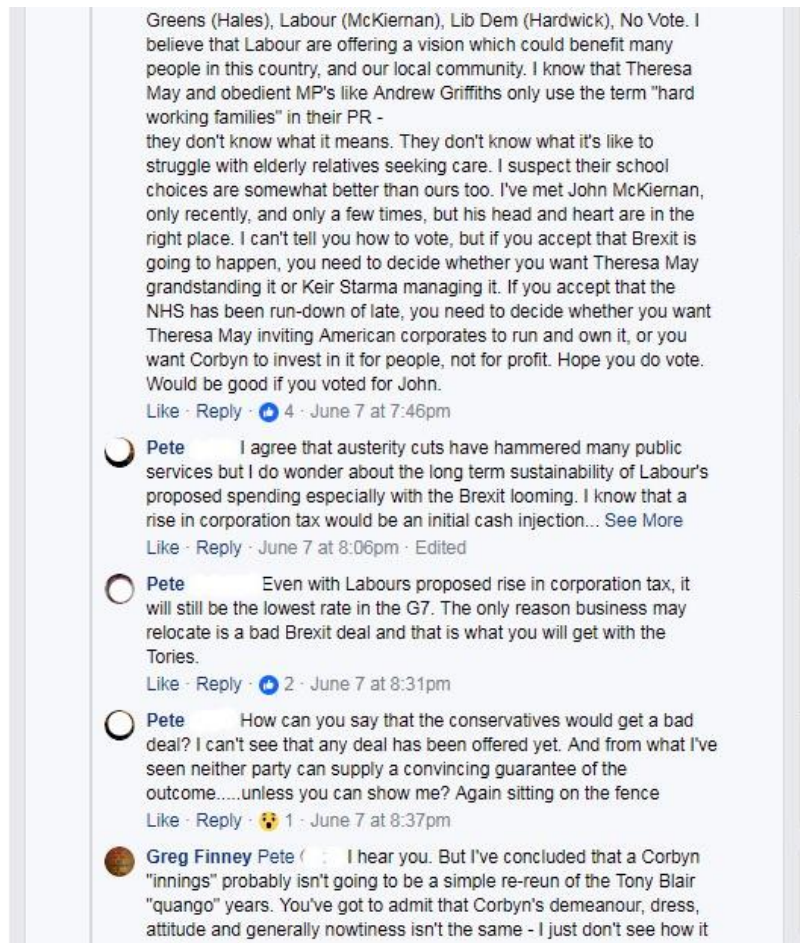 Greens (Hales), Labour (McKiernan), Lib Dem (Hardwick), No Vote. I
believe that Labour are offering a vision which could benefit many
people in this country, and our local community. I know that Theresa
May and obedient MP's like Andrew Griffiths only use the term "hard
working families" in their PR -
they don't know what it means. They don't know what it's like to
struggle with elderly relatives seeking care. I suspect their school
choices are somewhat better than ours too. I've met John McKiernan,
only recently, and only a few times, but his head and heart are in the
right place. I can't tell you how to vote, but if you accept that Brexit is
going to happen, you need to decide whether you want Theresa May
grandstanding it or Keir Starma managing it. If you accept that the
NHS has been run-down of late, you need to decide whether you want
Theresa May inviting American corporates to run and own it, or you
want Corbyn to invest in it for people, not for profit. Hope you do vote.
Would be good if you voted for John.
Like · Reply · 4 · June 7 at 7:46pm
Pete I agree that austerity cuts have hammered many public
services but I do wonder about the long term sustainability of Labour's
proposed spending especially with the Brexit looming. I know that a
rise in corporation tax would be an initial cash injection... See More
Like · Reply · June 7 at 8:06pm · Edited
Pete Even with Labours proposed rise in corporation tax, it
will still be the lowest rate in the G7. The only reason business may
relocate is a bad Brexit deal and that is what you will get with the
Tories.
Like · Reply · 2 · June 7 at 8:31pm
Pete How can you say that the conservatives would get a bad
deal? I can't see that any deal has been offered yet. And from what I've
seen neither party can supply a convincing guarantee of the
outcome.....unless you can show me? Again sitting on the fence
Like · Reply · 1 · June 7 at 8:37pm
Greg Finney Pete I hear you. But I've concluded that a Corbyn
"innings" probably isn't going to be a simple re-reun of the Tony Blair
"quango" years. You've got to admit that Corbyn's demeanour, dress,
attitude and generally nowtiness isn't the same - I just don't see how it